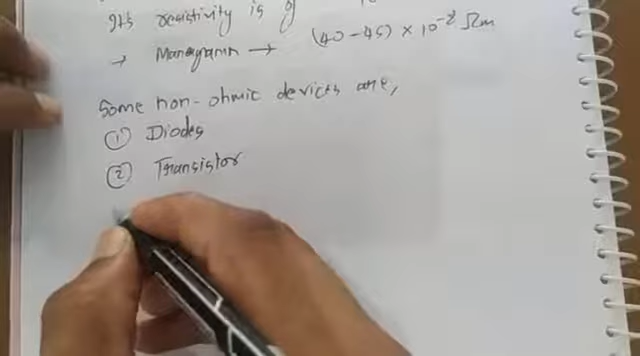 Its resistivity is of
→ Manganin → (40-45) × 10⁻⁸ Ωm
Some non-ohmic devices are,
① Diodes
② Transistor